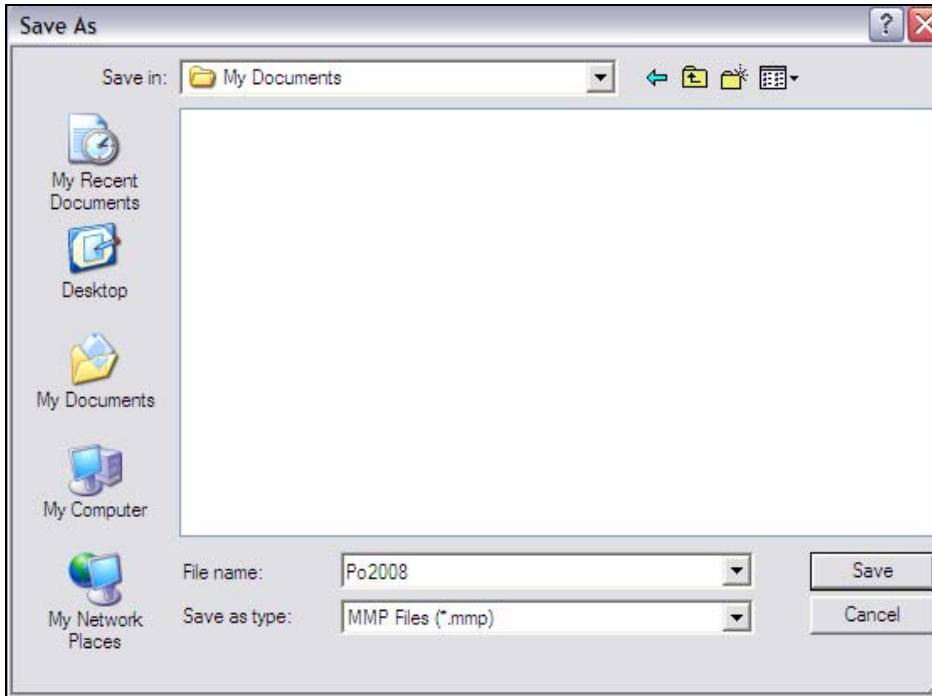 Save As
?
Save in:
My Documents
My Recent
Documents
Desktop
My Documents
My Computer
My Network
Places
File name:
Po2008
Save
Save as type:
MMP Files (*.mmp)
Cancel